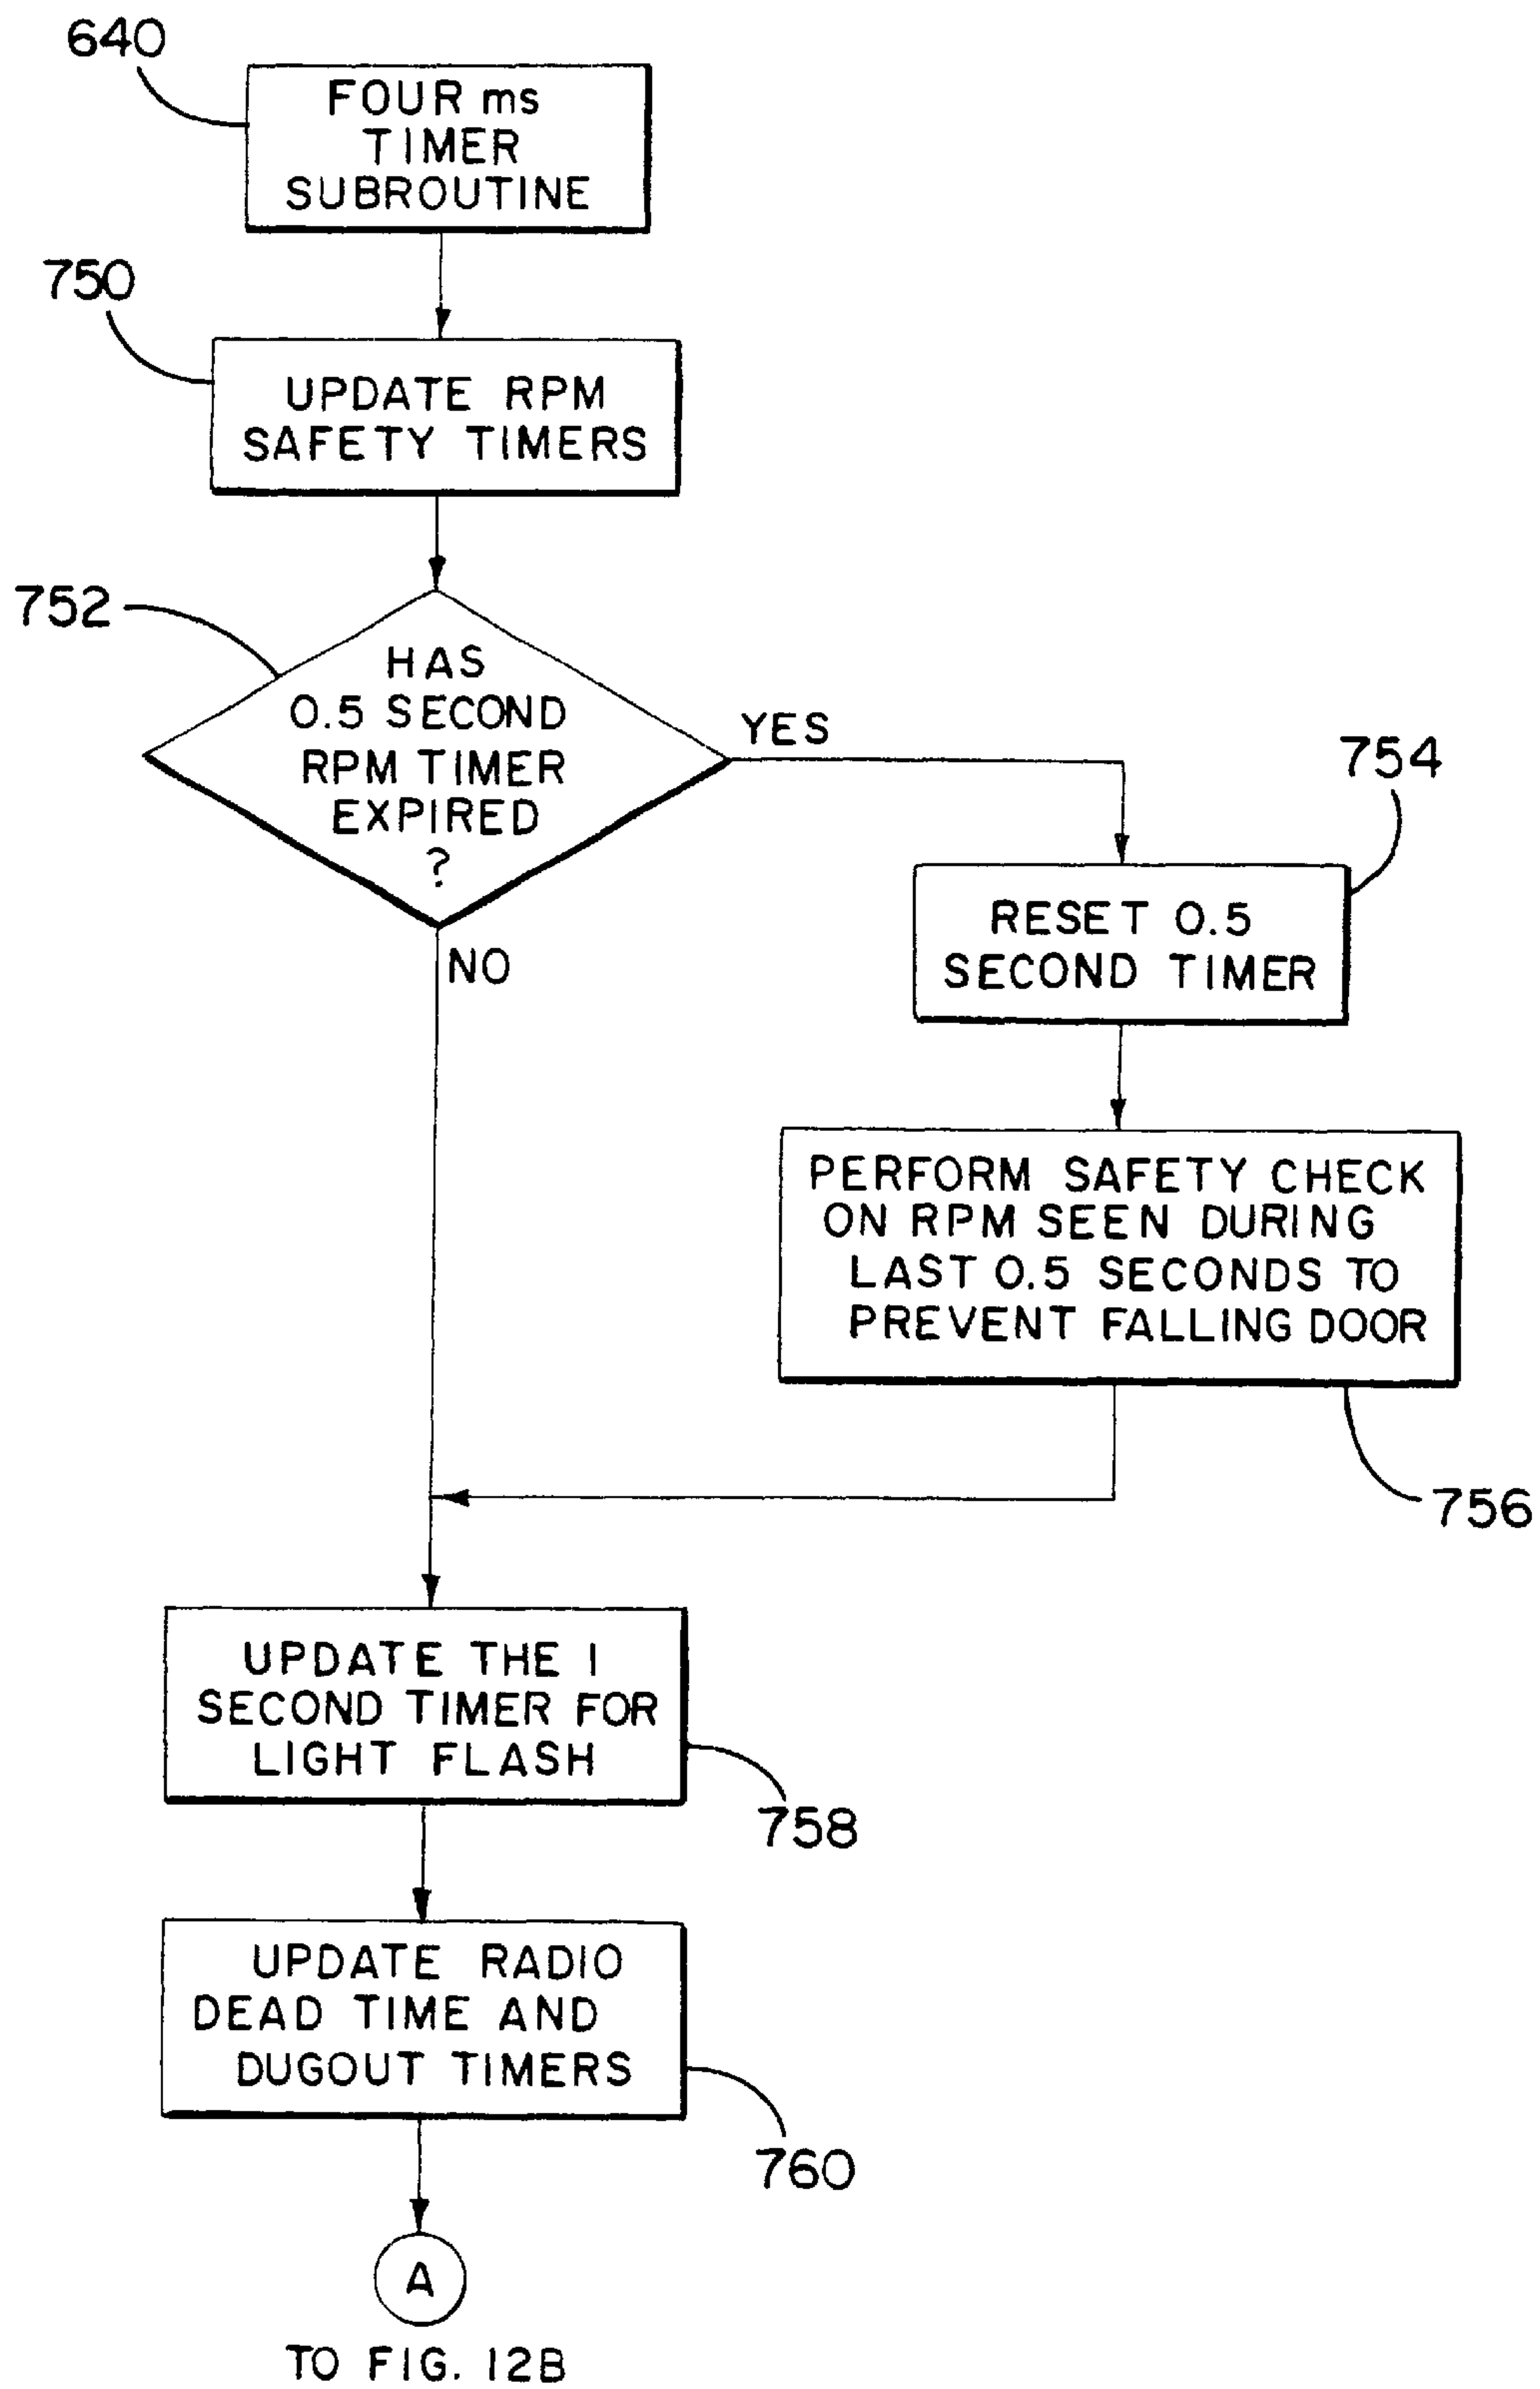 640
FOUR ms
TIMER
SUBROUTINE
750
UPDATE RPM
SAFETY TIMERS
752
HAS
0.5 SECOND
RPM TIMER
EXPIRED
?
YES
NO
754
RESET 0.5
SECOND TIMER
PERFORM SAFETY CHECK
ON RPM SEEN DURING
LAST 0.5 SECONDS TO
PREVENT FALLING DOOR
756
UPDATE THE 1
SECOND TIMER FOR
LIGHT FLASH
758
UPDATE RADIO
DEAD TIME AND
DUGOUT TIMERS
760
A
TO FIG. 12B